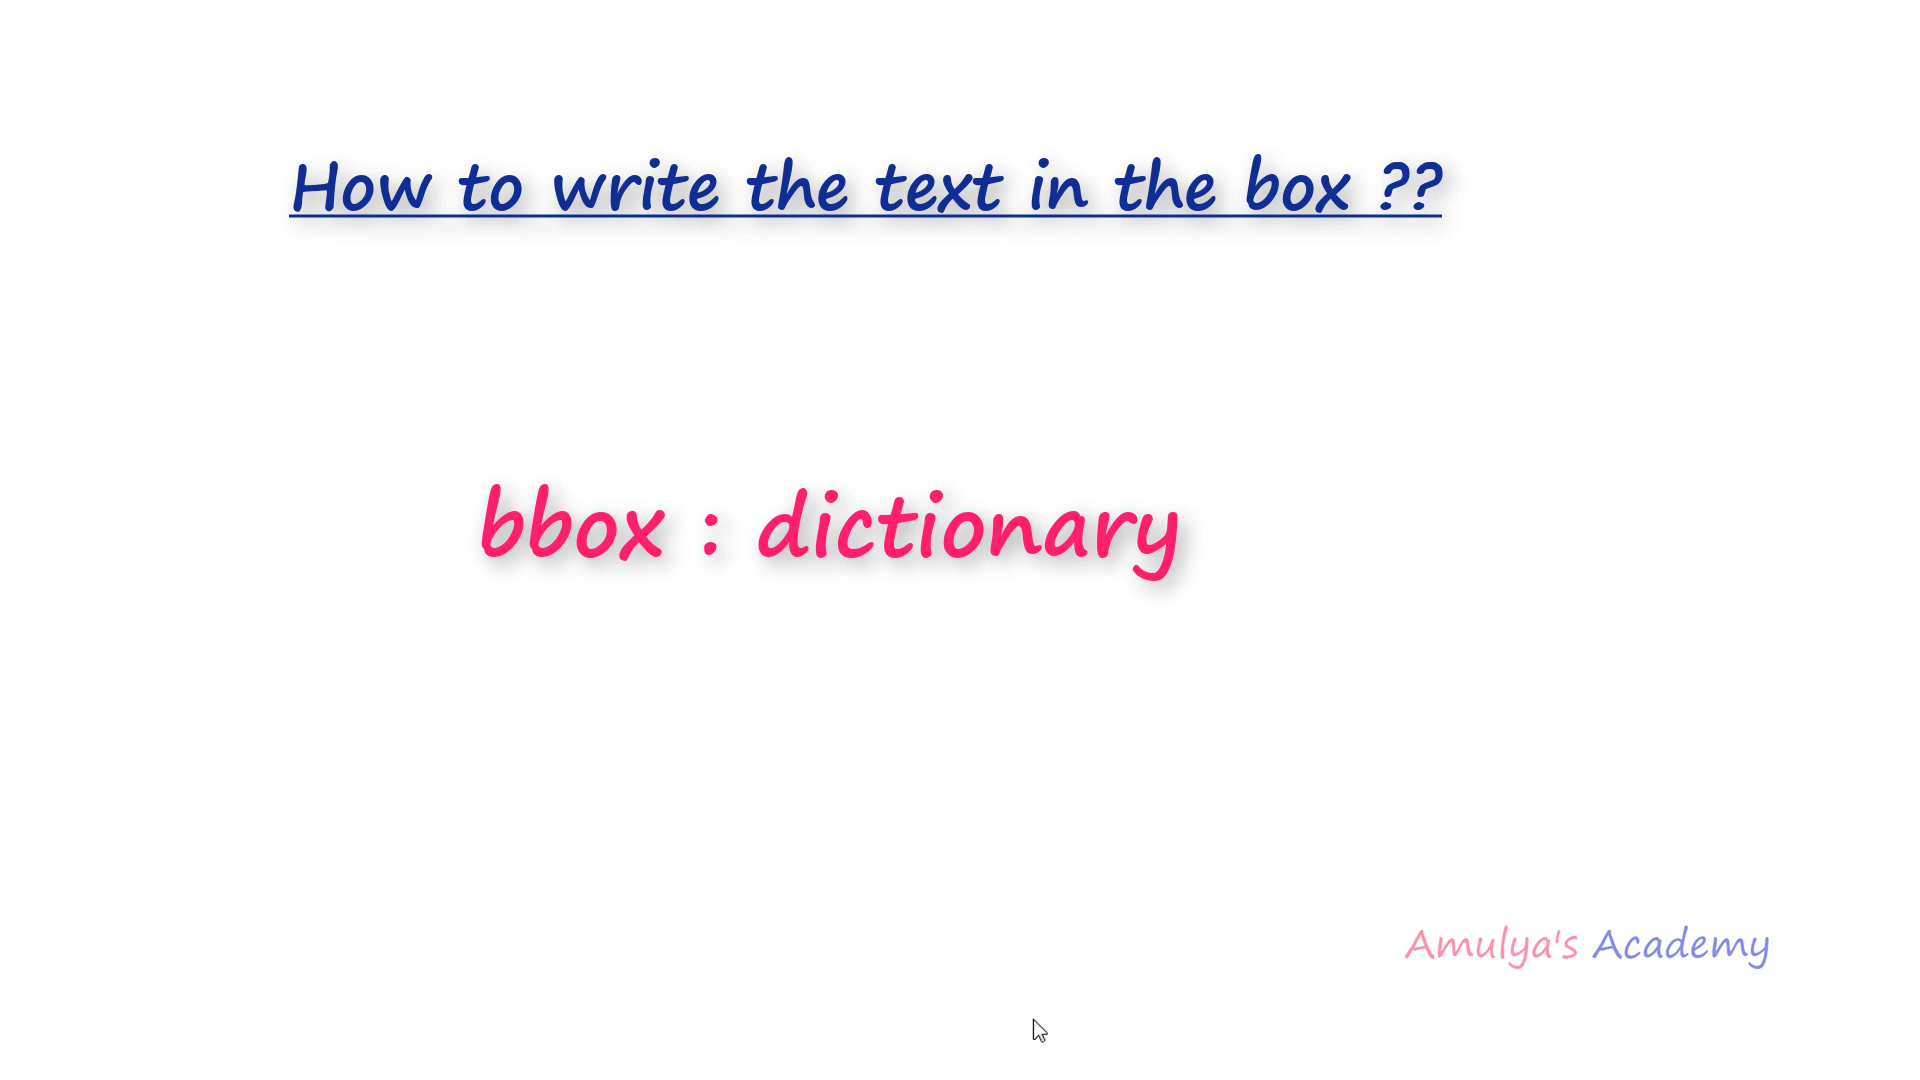 How to write the text in the box ??
bbox : dictionary
Amulya's Academy